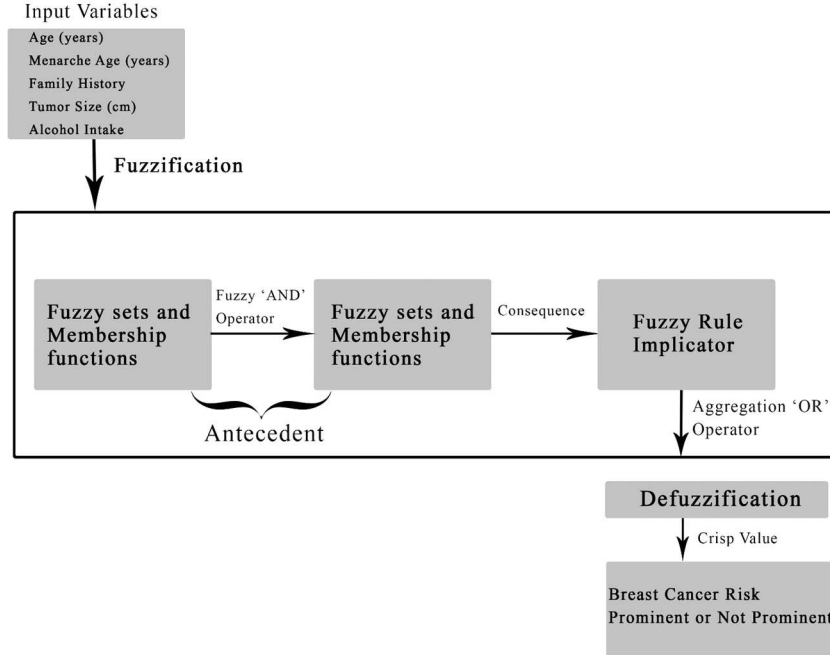 Input Variables
Age (years)
Menarche Age (years)
Family History
Tumor Size (cm)
Alcohol Intake
Fuzzification
Fuzzy sets and
Membership
functions
Fuzzy ‘AND’
Operator
Fuzzy sets and
Membership
functions
Consequence
Fuzzy Rule
Implicator
Antecedent
Aggregation ‘OR’
Operator
Defuzzification
Crisp Value
Breast Cancer Risk
Prominent or Not Prominent